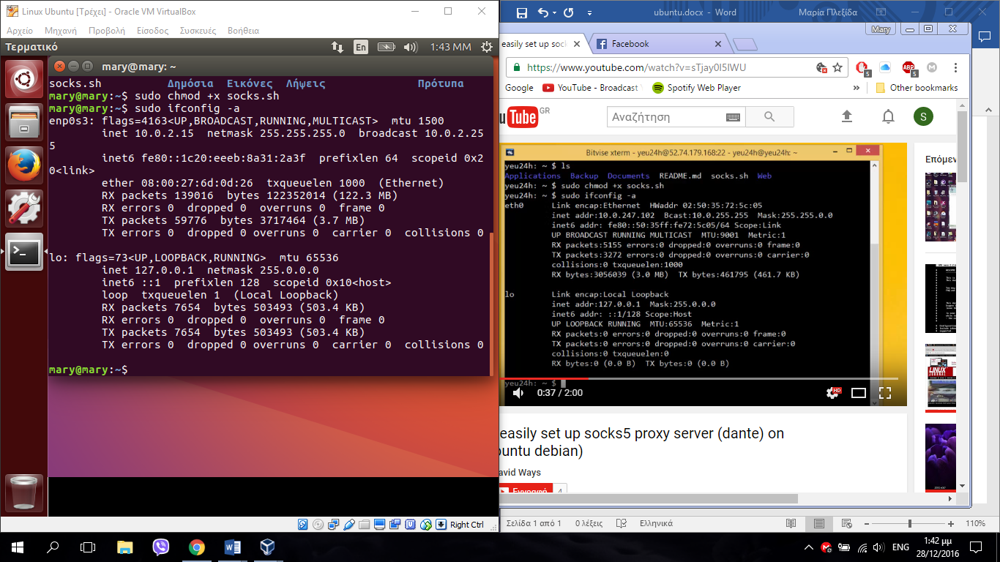 Linux Ubuntu [Τρέχει] - Oracle VM VirtualBox
Αρχείο Μηχανή Προβολή Είσοδος Συσκευές Βοήθεια
Τερματικό En 1:43 ΜΜ
mary@mary: ~
socks.sh Δημόσια Εικόνες Λήψεις Πρότυπα
mary@mary:~$ sudo chmod +x socks.sh
mary@mary:~$ sudo ifconfig -a
enp0s3: flags=4163<UP,BROADCAST,RUNNING,MULTICAST> mtu 1500
inet 10.0.2.15 netmask 255.255.255.0 broadcast 10.0.2.25
5
inet6 fe80::1c20:eeeb:8a31:2a3f prefixlen 64 scopeid 0x2
0<link>
ether 08:00:27:6d:0d:26 txqueuelen 1000 (Ethernet)
RX packets 139016 bytes 122352014 (122.3 MB)
RX errors 0 dropped 0 overruns 0 frame 0
TX packets 59776 bytes 3717464 (3.7 MB)
TX errors 0 dropped 0 overruns 0 carrier 0 collisions 0
lo: flags=73<UP,LOOPBACK,RUNNING> mtu 65536
inet 127.0.0.1 netmask 255.0.0.0
inet6 ::1 prefixlen 128 scopeid 0x10<host>
loop txqueuelen 1 (Local Loopback)
RX packets 7654 bytes 503493 (503.4 KB)
RX errors 0 dropped 0 overruns 0 frame 0
TX packets 7654 bytes 503493 (503.4 KB)
TX errors 0 dropped 0 overruns 0 carrier 0 collisions 0
mary@mary:~$
Right Ctrl
ubuntu.docx - Word Μαρία Πλεξίδα
Mary
easily set up sock Facebook
https://www.youtube.com/watch?v=sTjay0I5IWU
5 ABP 5 M
Google YouTube - Broadcast Spotify Web Player » Other bookmarks
Tube GR Αναζήτηση S
Bitvise xterm - yeu24h@52.74.179.168:22 - yeu24h@yeu24h: ~
yeu24h: ~ $ ls
Applications Backup Documents README.md socks.sh Web
yeu24h: ~ $ sudo chmod +x socks.sh
yeu24h: ~ $ sudo ifconfig -a
eth0 Link encap:Ethernet HWaddr 02:50:35:72:5c:05
inet addr:10.0.247.102 Bcast:10.0.255.255 Mask:255.255.0.0
inet6 addr: fe80::50:35ff:fe72:5c05/64 Scope:Link
UP BROADCAST RUNNING MULTICAST MTU:9001 Metric:1
RX packets:5155 errors:0 dropped:0 overruns:0 frame:0
TX packets:3272 errors:0 dropped:0 overruns:0 carrier:0
collisions:0 txqueuelen:1000
RX bytes:3056039 (3.0 MB) TX bytes:461795 (461.7 KB)
lo Link encap:Local Loopback
inet addr:127.0.0.1 Mask:255.0.0.0
inet6 addr: ::1/128 Scope:Host
UP LOOPBACK RUNNING MTU:65536 Metric:1
RX packets:0 errors:0 dropped:0 overruns:0 frame:0
TX packets:0 errors:0 dropped:0 overruns:0 carrier:0
collisions:0 txqueuelen:0
RX bytes:0 (0.0 B) TX bytes:0 (0.0 B)
yeu24h: ~ $
0:37 / 2:00 HD
easily set up socks5 proxy server (dante) on
ountu debian)
avid Ways
Εγγραφή 4
Επόμεν
LINUX
JOURNAL
Σελίδα 1 από 1 0 λέξεις Ελληνικά 110%
ENG 1:42 μμ
28/12/2016